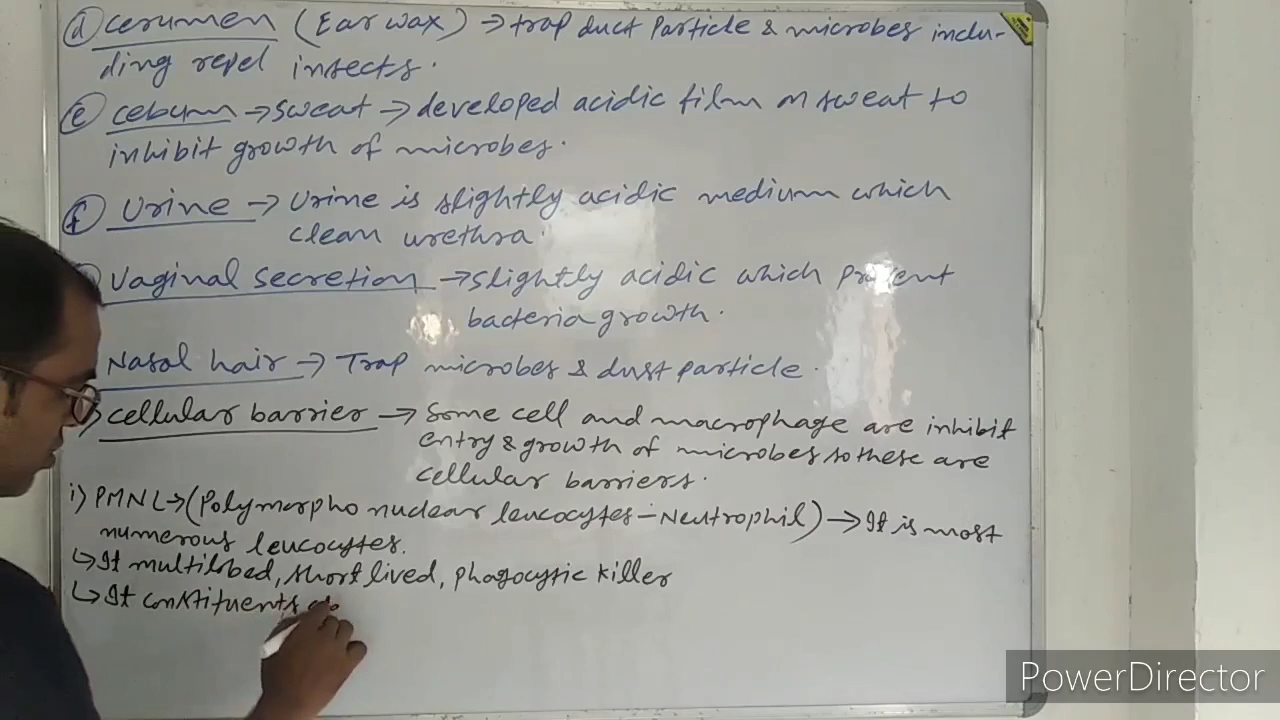 d cerumen (Ear wax) → trap duct Particle & microbes inclu-
ding repel insects.
e cebum → sweat → developed acidic film on sweat to
inhibit growth of microbes.
f Urine → Urine is slightly acidic medium which
clean urethra.
Vaginal secretion → slightly acidic which prevent
bacteria growth.
Nasal hair → Trap microbes & dust particle.
) cellular barrier → Some cell and macrophage are inhibit
entry & growth of microbes so these are
cellular barriers.
i) PMNL → (Polymorpho nuclear leucocytes - Neutrophil) → It is most
numerous leucocytes.
↳ It multilobed, short lived, phagocytic killer
↳ It constituents
PowerDirector